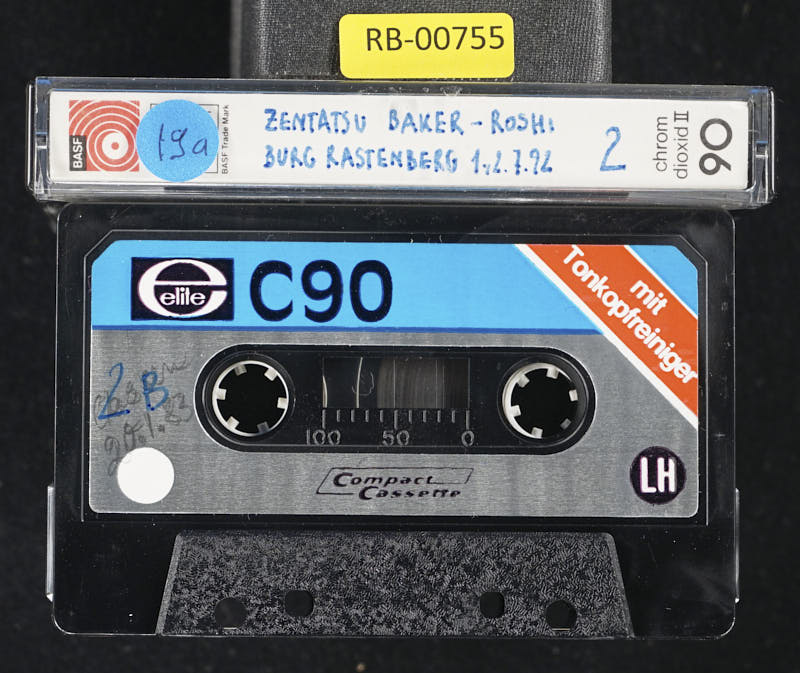 RB-00755
BASF
19a
BASF Trade Mark
ZENTATSU BAKER-ROSHI
BURG RASTENBERG 1.,2.7.92
2
chrom
dioxid II
90
elite
C90
mit
Tonkopfreiniger
2 B
100 50 0
Compact
Cassette
LH